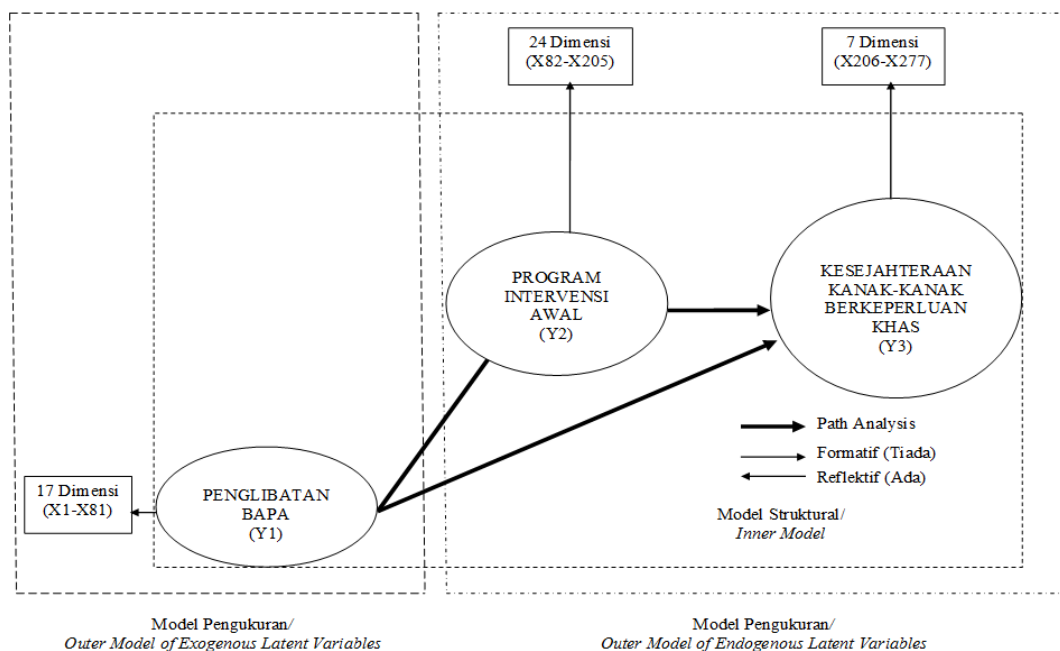 24 Dimensi
(X82-X205)
7 Dimensi
(X206-X277)
PROGRAM
INTERVENSI
AWAL
(Y2)
KESEJAHTERAAN
KANAK-KANAK
BERKEPERLUAN
KHAS
(Y3)
Path Analysis
Formatif (Tiada)
Reflektif (Ada)
17 Dimensi
(X1-X81)
PENGLIBATAN
BAPA
(Y1)
Model Struktural/
Inner Model
Model Pengukuran/
Outer Model of Exogenous Latent Variables
Model Pengukuran/
Outer Model of Endogenous Latent Variables